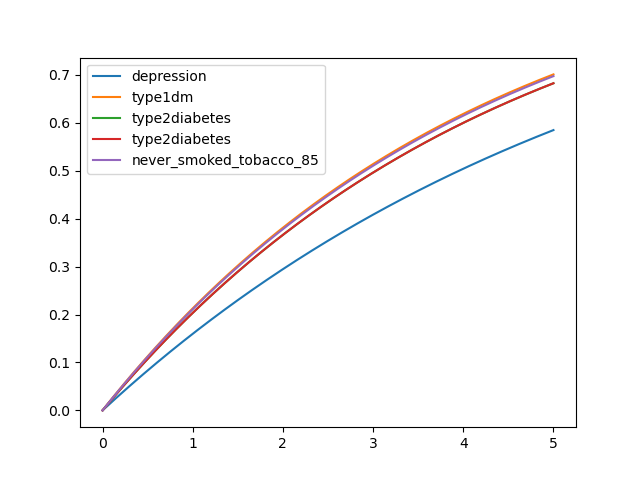 0.7
0.6
0.5
0.4
0.3
0.2
0.1
0.0
depression
type1dm
type2diabetes
type2diabetes
never_smoked_tobacco_85
0 1 2 3 4 5